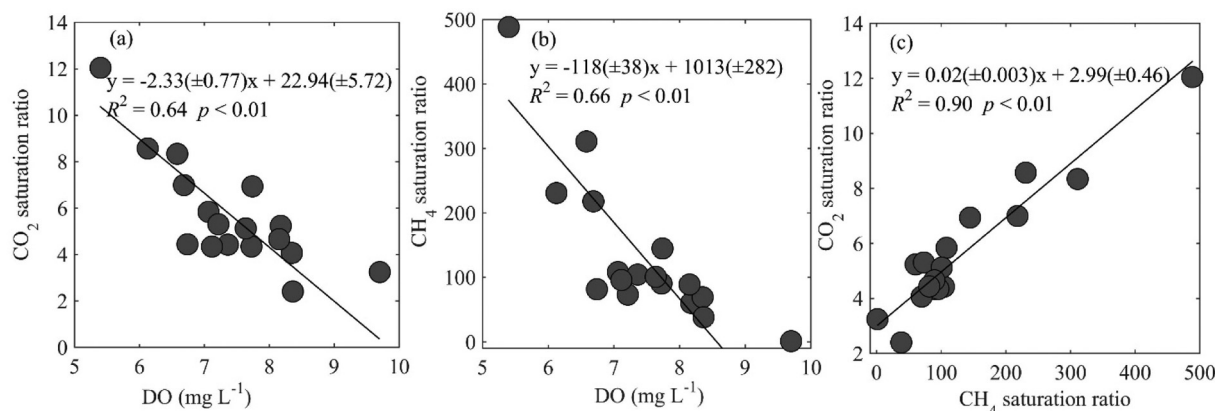 (a)
y = -2.33(±0.77)x + 22.94(±5.72)
R² = 0.64 p < 0.01
CO₂ saturation ratio
14
12
10
8
6
4
2
0
5 6 7 8 9 10
DO (mg L⁻¹)
(b)
y = -118(±38)x + 1013(±282)
R² = 0.66 p < 0.01
CH₄ saturation ratio
500
400
300
200
100
0
5 6 7 8 9 10
DO (mg L⁻¹)
(c)
y = 0.02(±0.003)x + 2.99(±0.46)
R² = 0.90 p < 0.01
CO₂ saturation ratio
14
12
10
8
6
4
2
0 100 200 300 400 500
CH₄ saturation ratio